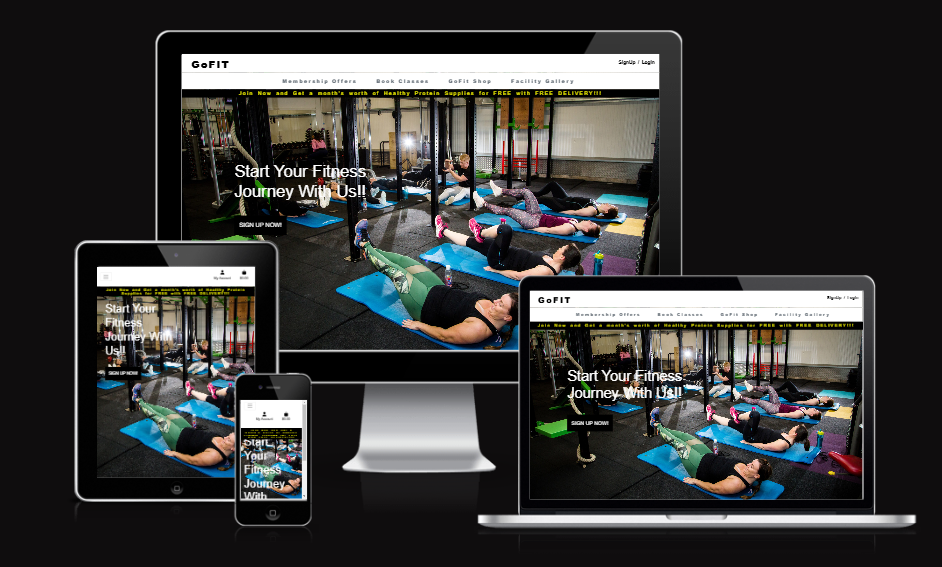 GoFIT
SignUp / Login
Membership Offers Book Classes GoFit Shop Facility Gallery
Join Now and Get a month's worth of Healthy Protein Supplies for FREE with FREE DELIVERY!!!
Start Your Fitness
Journey With Us!!
SIGN UP NOW!
My Account
Join Now and Get a month's worth of Healthy Protein
Supplies for FREE with FREE DELIVERY!!!
Start Your
Fitness
Journey With
Us!!
SIGN UP NOW!
My Account
Start
Your
Fitness
Journey
With
GoFIT
SignUp / Login
Membership Offers Book Classes GoFit Shop Facility Gallery
Join Now and Get a month's worth of Healthy Protein Supplies for FREE with FREE DELIVERY!!!
Start Your Fitness
Journey With Us!!
SIGN UP NOW!